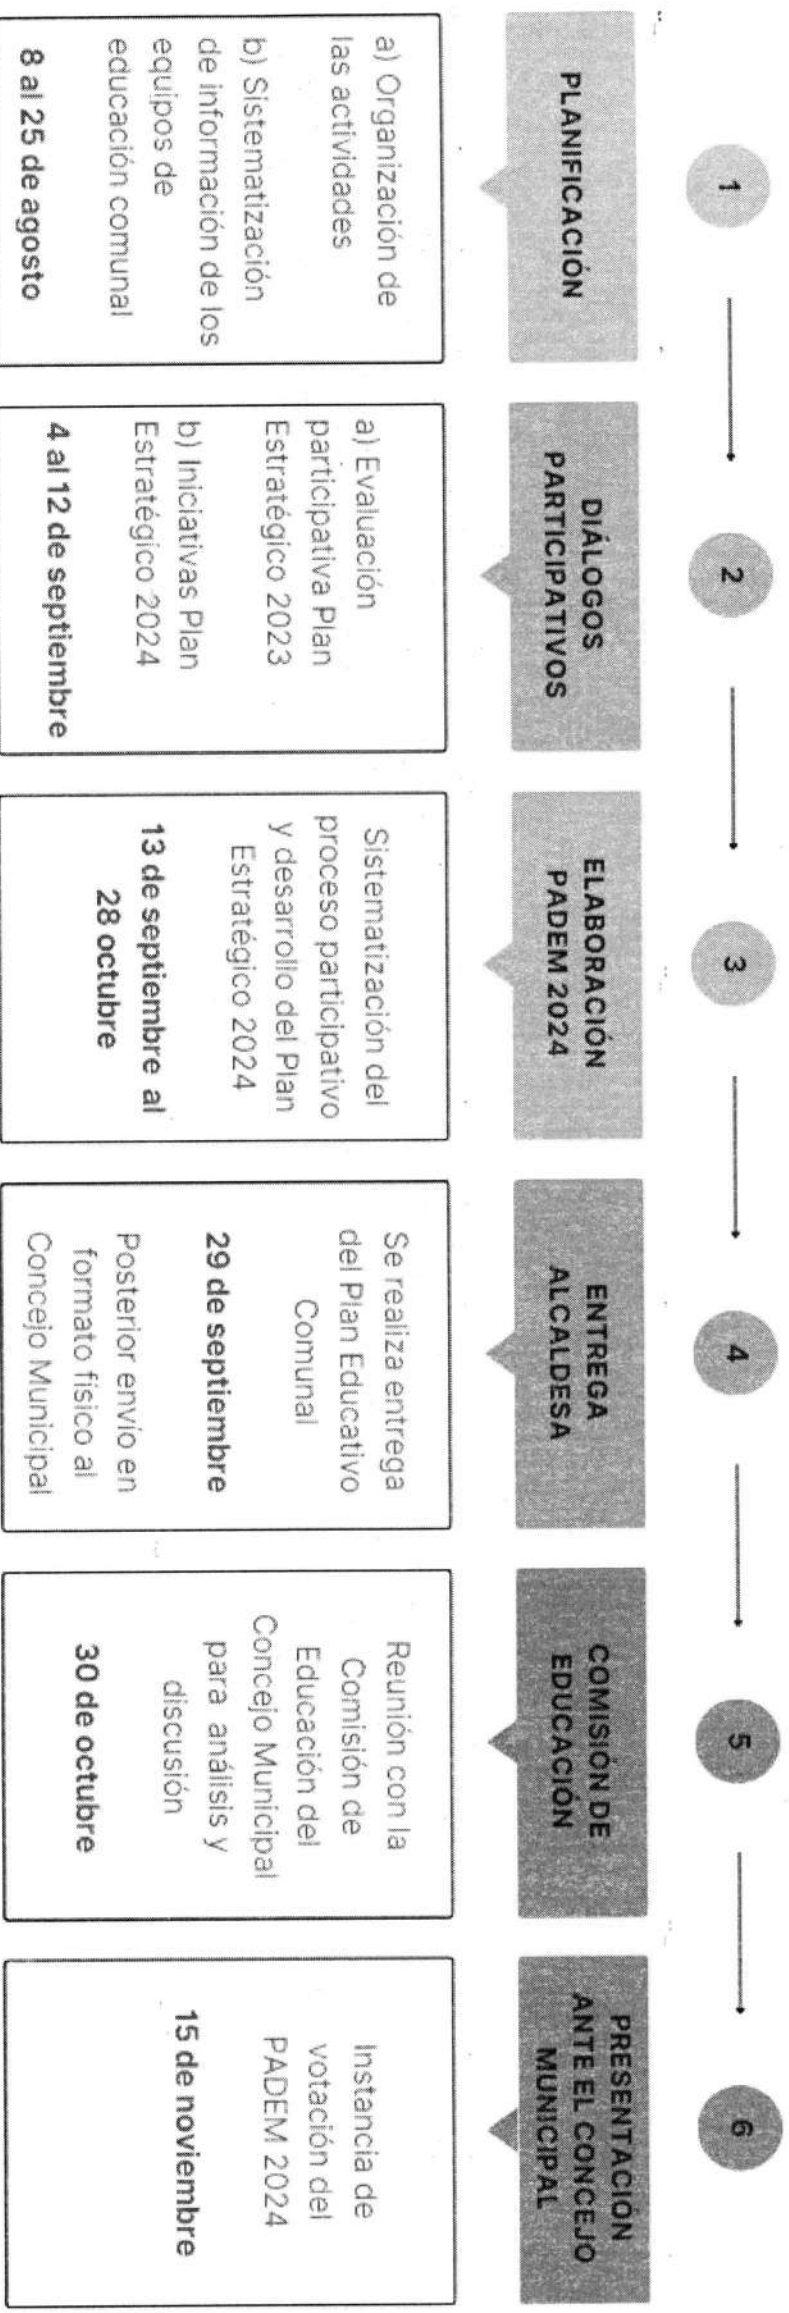 1
PLANIFICACIÓN
a) Organización de
las actividades
b) Sistematización
de información de los
equipos de
educación comunal
8 al 25 de agosto
2
DIÁLOGOS
PARTICIPATIVOS
a) Evaluación
participativa Plan
Estratégico 2023
b) Iniciativas Plan
Estratégico 2024
4 al 12 de septiembre
3
ELABORACIÓN
PADEM 2024
Sistematización del
proceso participativo
y desarrollo del Plan
Estratégico 2024
13 de septiembre al
28 octubre
4
ENTREGA
ALCALDESA
Se realiza entrega
del Plan Educativo
Comunal
29 de septiembre
Posterior envío en
formato físico al
Concejo Municipal
5
COMISIÓN DE
EDUCACIÓN
Reunión con la
Comisión de
Educación del
Concejo Municipal
para análisis y
discusión
30 de octubre
6
PRESENTACIÓN
ANTE EL CONCEJO
MUNICIPAL
Instancia de
votación del
PADEM 2024
15 de noviembre